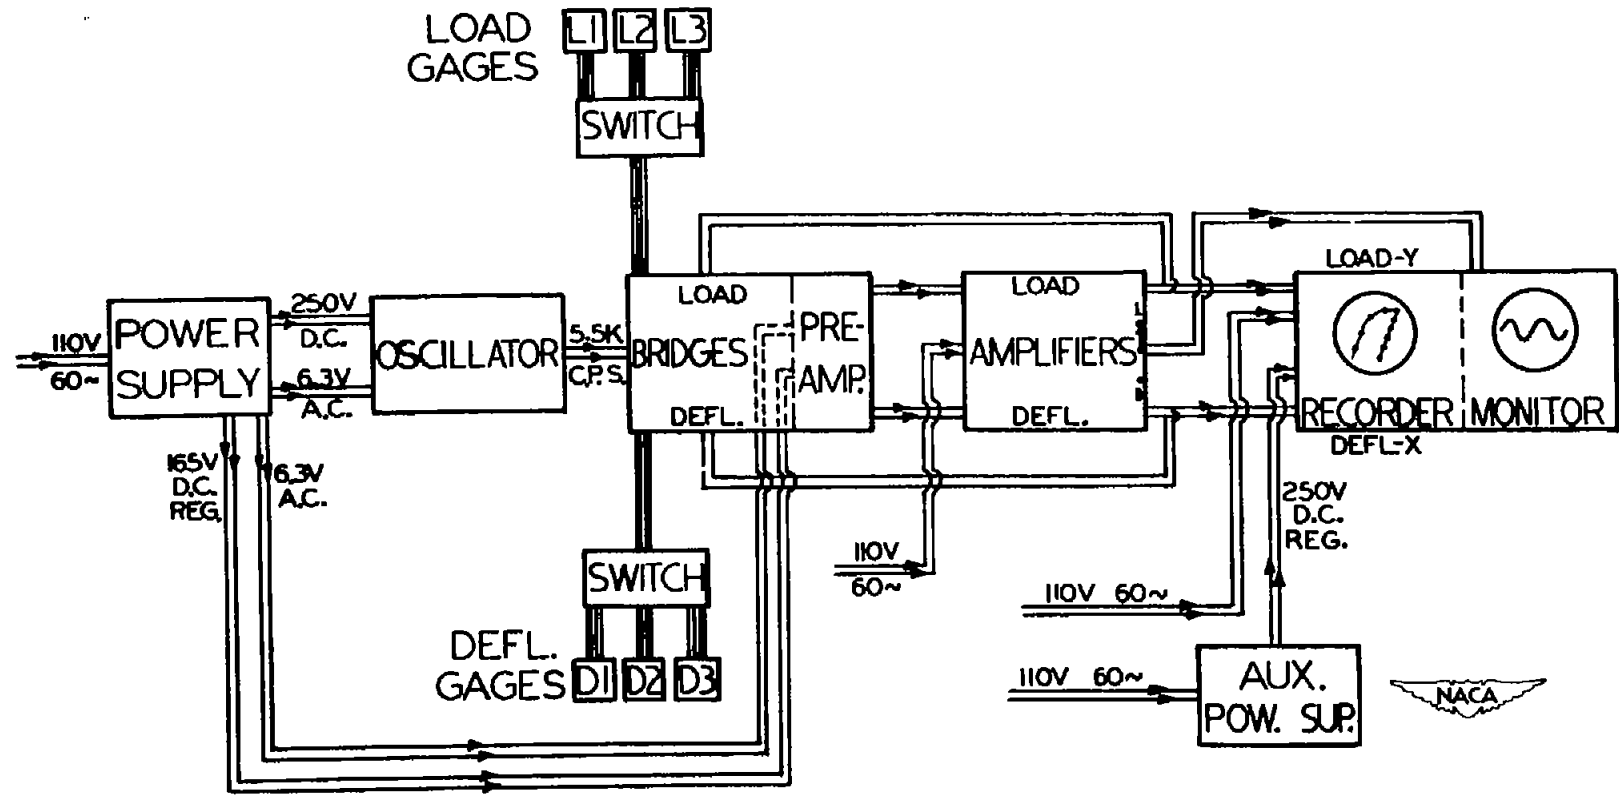 LOAD
GAGES
L1 L2 L3
SWITCH
LOAD-Y
110V
60~
POWER
SUPPLY
250V
D.C.
6.3V
A.C.
OSCILLATOR
5.5K
C.P.S.
LOAD
BRIDGES
DEFL.
PRE-
AMP.
LOAD
AMPLIFIERS
DEFL.
RECORDER
MONITOR
DEFL-X
165V
D.C.
REG.
6.3V
A.C.
250V
D.C.
REG.
110V
60~
SWITCH
110V 60~
DEFL.
GAGES
D1 D2 D3
110V 60~
AUX.
POW. SUP.
NACA